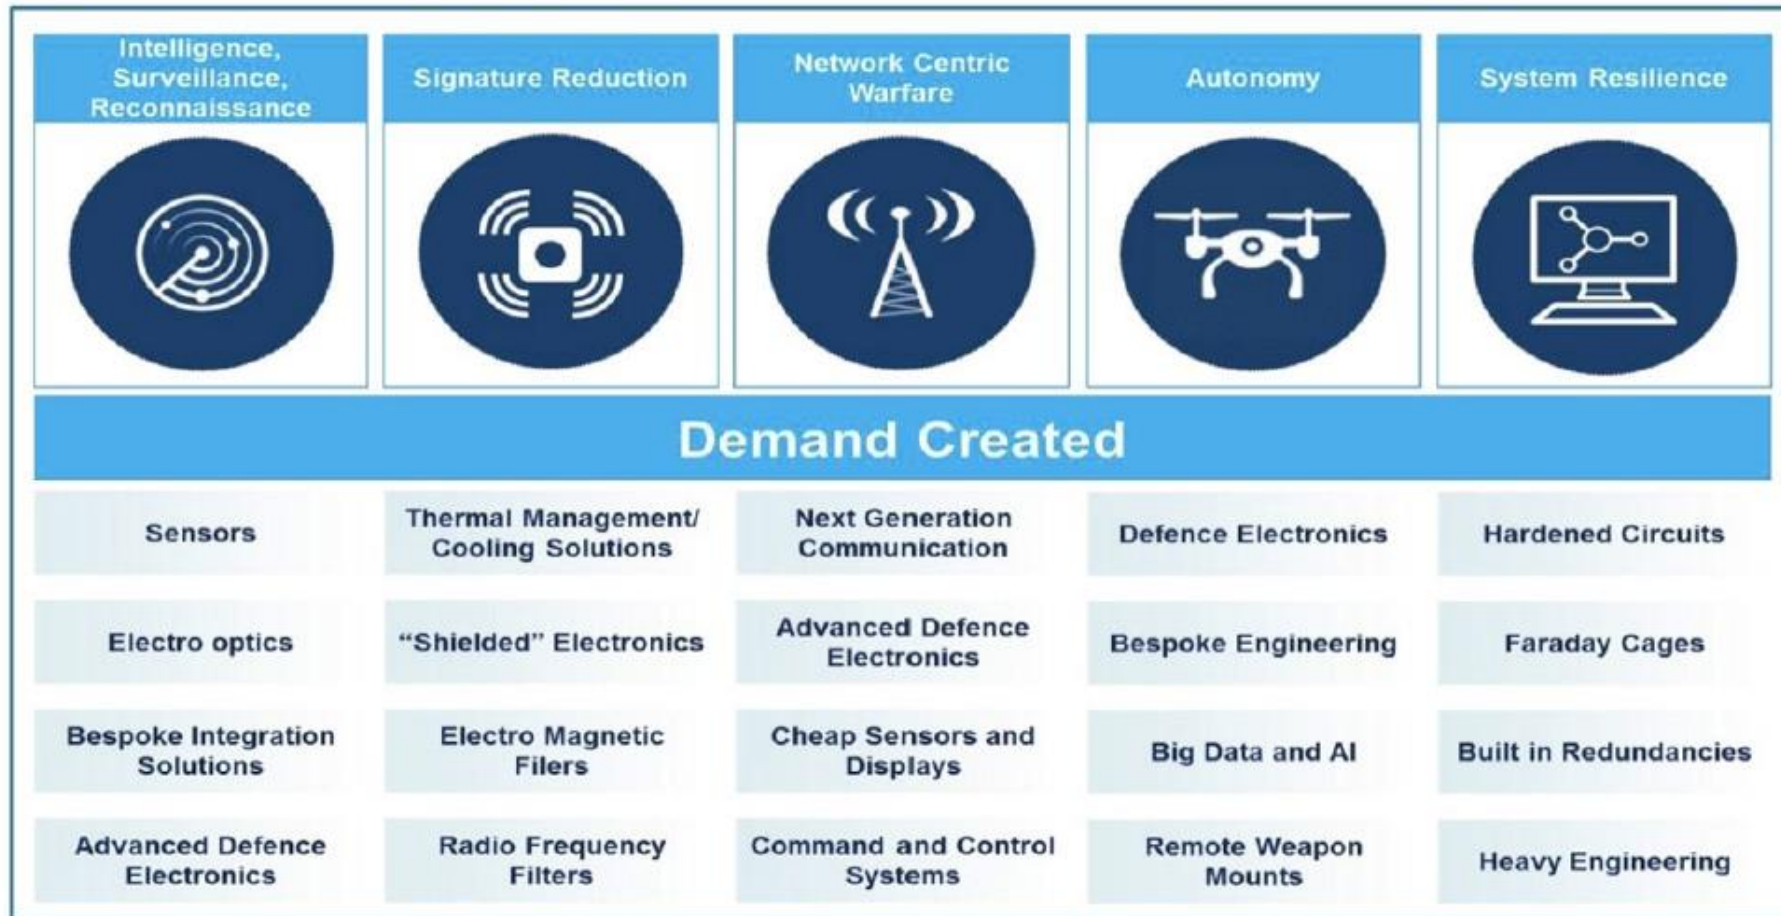 Intelligence,
Surveillance,
Reconnaissance
Signature Reduction
Network Centric
Warfare
Autonomy
System Resilience
Demand Created
Sensors
Thermal Management/
Cooling Solutions
Next Generation
Communication
Defence Electronics
Hardened Circuits
Electro optics
“Shielded” Electronics
Advanced Defence
Electronics
Bespoke Engineering
Faraday Cages
Bespoke Integration
Solutions
Electro Magnetic
Filers
Cheap Sensors and
Displays
Big Data and AI
Built in Redundancies
Advanced Defence
Electronics
Radio Frequency
Filters
Command and Control
Systems
Remote Weapon
Mounts
Heavy Engineering